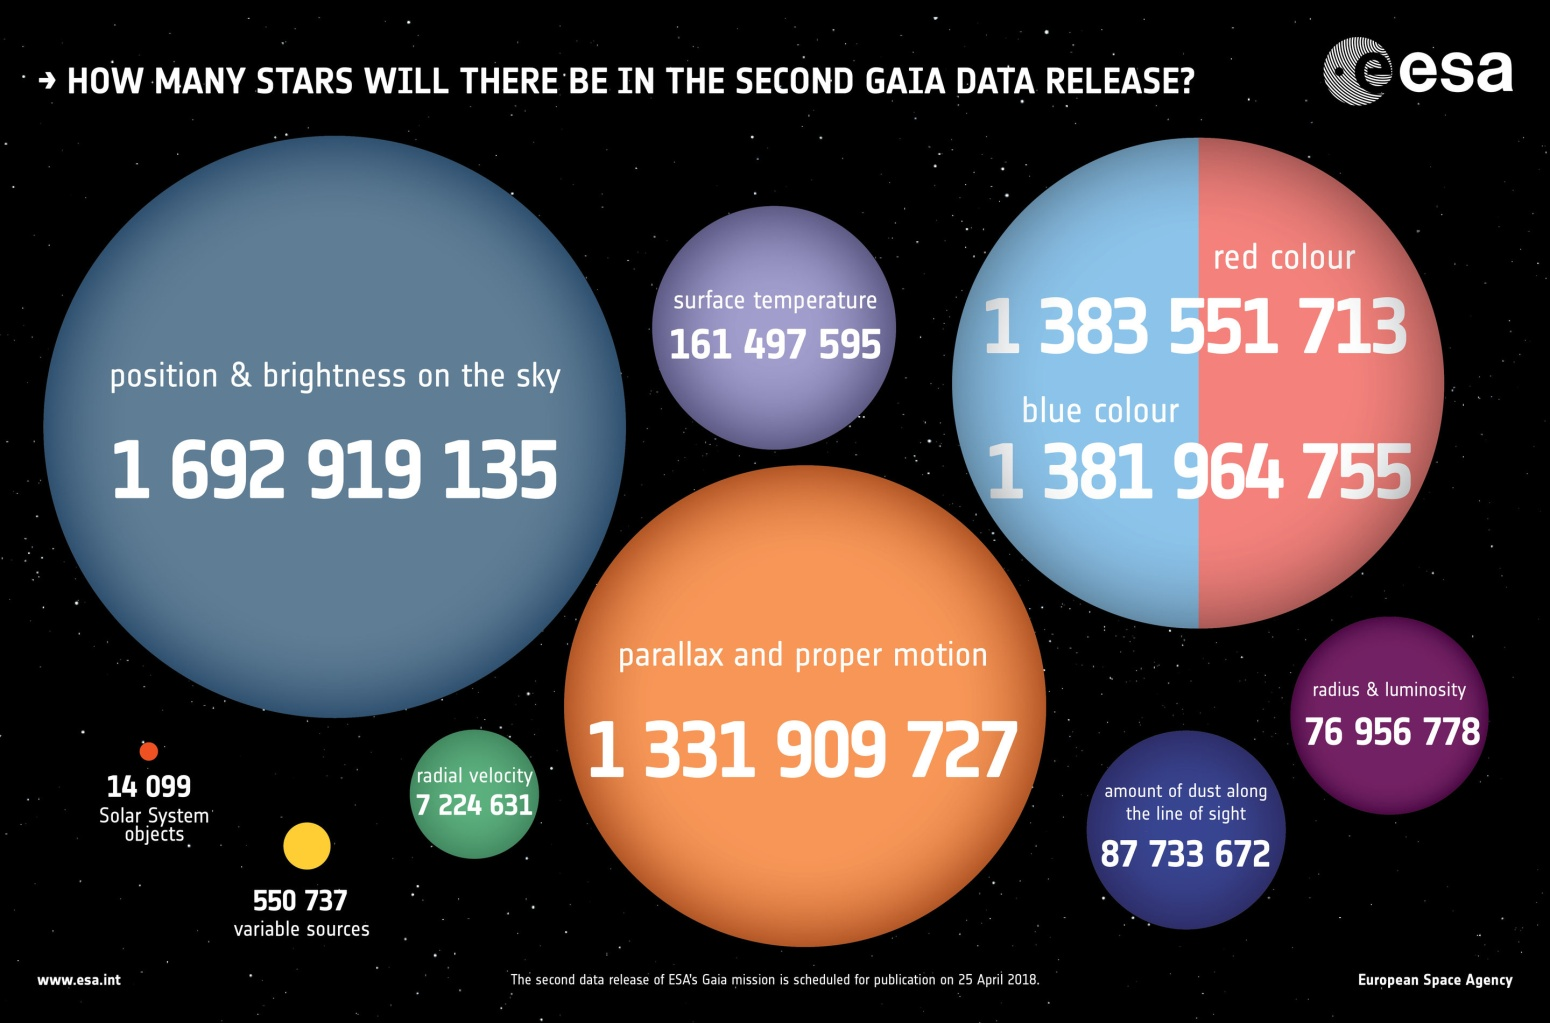 → HOW MANY STARS WILL THERE BE IN THE SECOND GAIA DATA RELEASE?
esa
position & brightness on the sky
1 692 919 135
surface temperature
161 497 595
red colour
1 383 551 713
blue colour
1 381 964 755
parallax and proper motion
1 331 909 727
radius & luminosity
76 956 778
amount of dust along
the line of sight
87 733 672
radial velocity
7 224 631
14 099
Solar System
objects
550 737
variable sources
www.esa.int
The second data release of ESA's Gaia mission is scheduled for publication on 25 April 2018.
European Space Agency